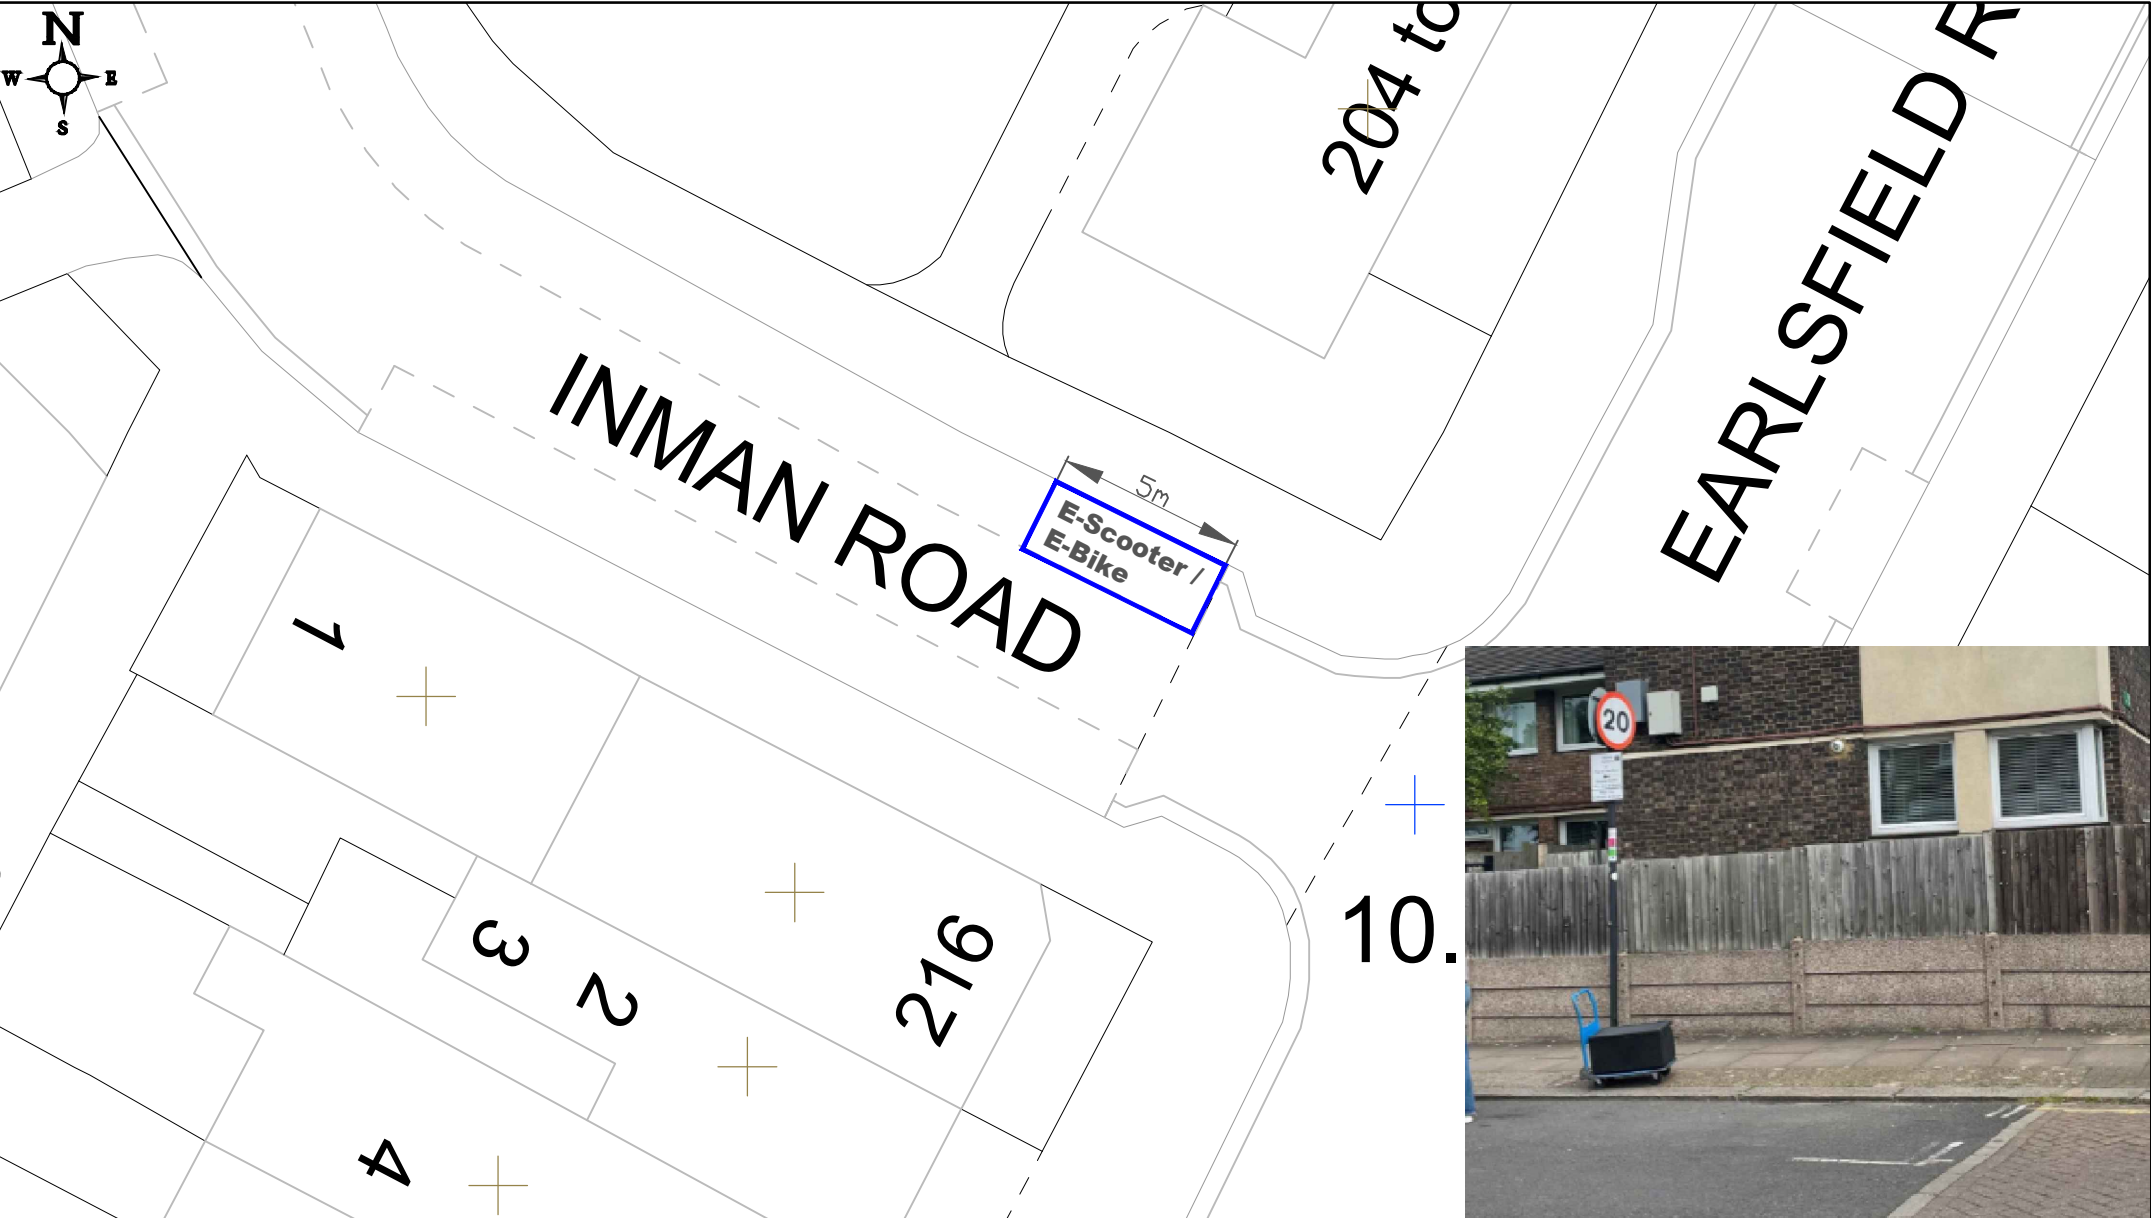 N
W
E
S
204 to
EARLSFIELD R
INMAN ROAD
5m
E-Scooter /
E-Bike
1
3
2
216
4
10.
20